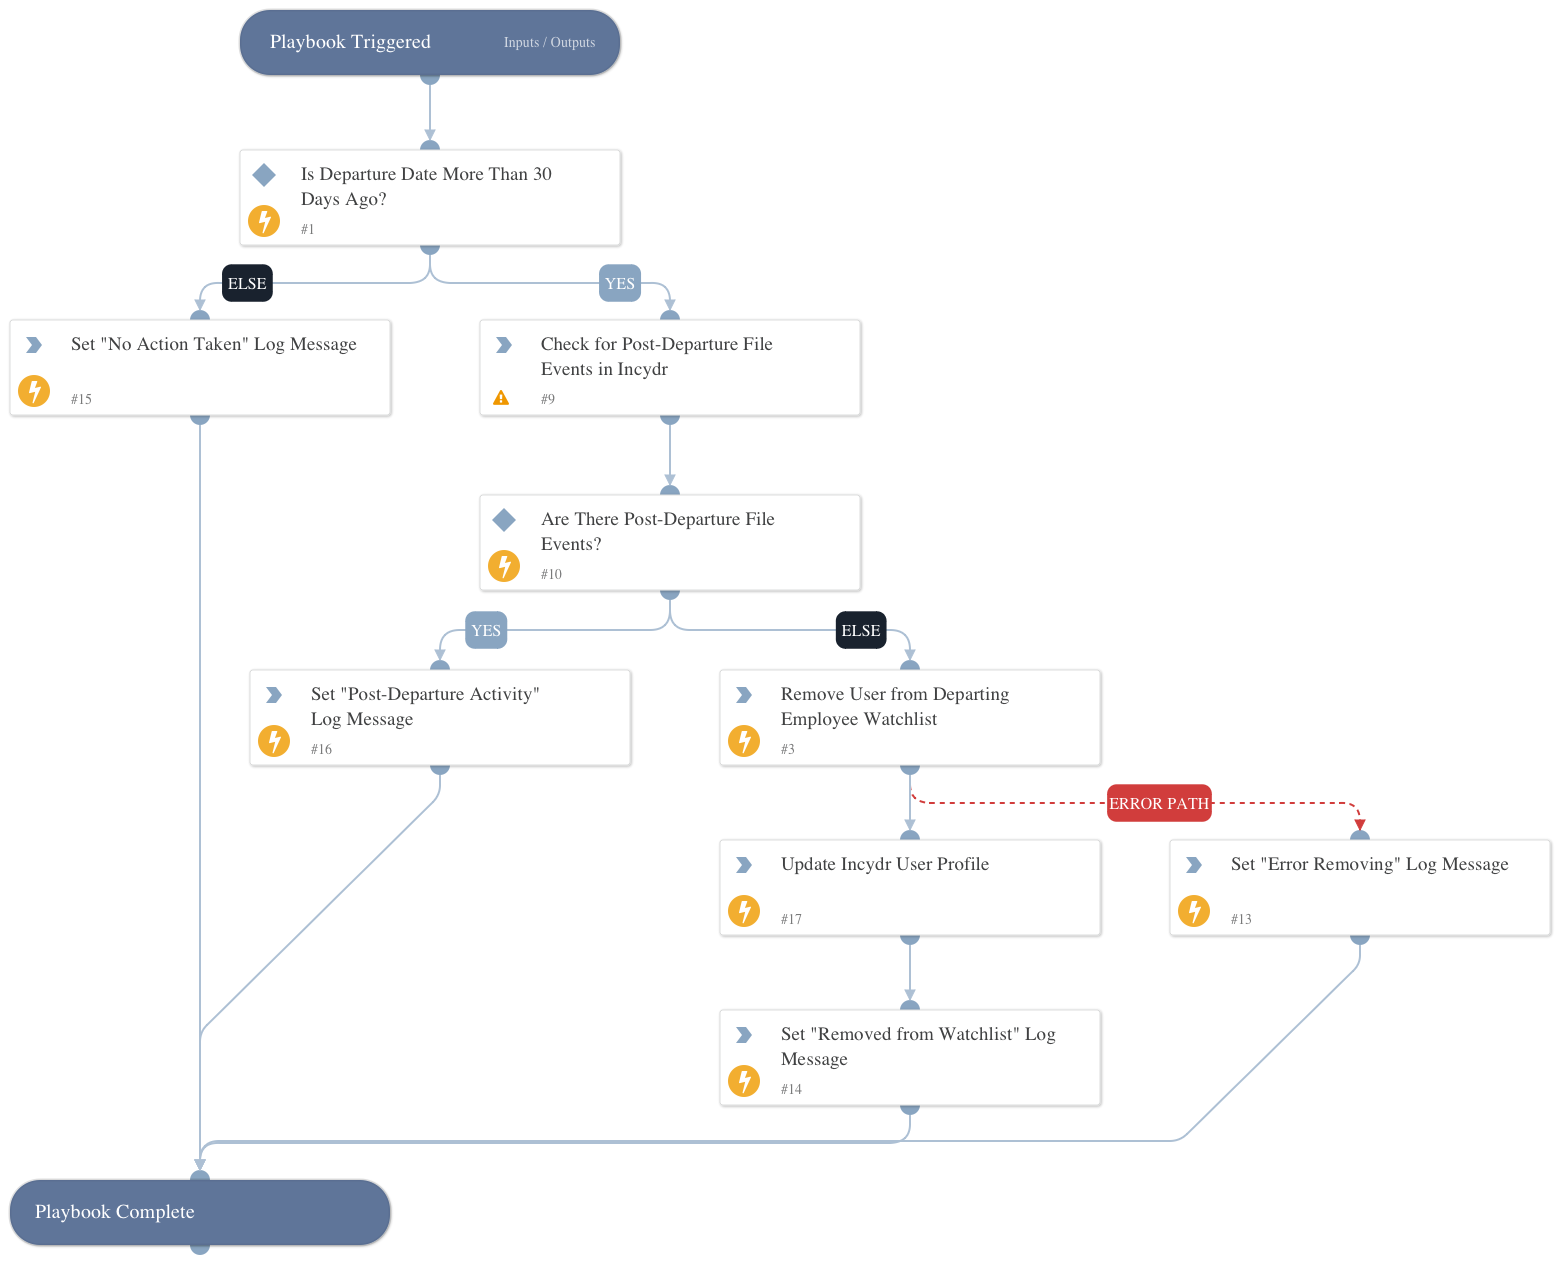 Playbook Triggered
Inputs / Outputs
Is Departure Date More Than 30
Days Ago?
#1
ELSE
YES
Set "No Action Taken" Log Message
#15
Check for Post-Departure File
Events in Incydr
#9
Are There Post-Departure File
Events?
#10
YES
ELSE
Set "Post-Departure Activity"
Log Message
#16
Remove User from Departing
Employee Watchlist
#3
ERROR PATH
Update Incydr User Profile
#17
Set "Error Removing" Log Message
#13
Set "Removed from Watchlist" Log
Message
#14
Playbook Complete